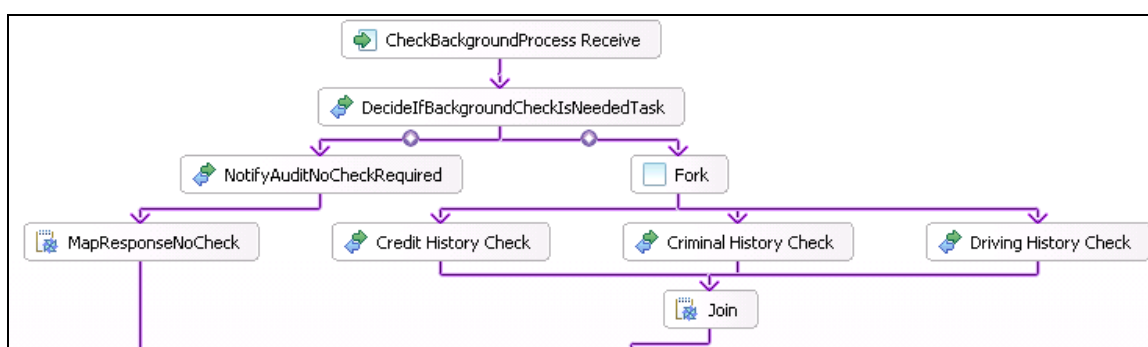 CheckBackgroundProcess Receive
DecideIfBackgroundCheckIsNeededTask
NotifyAuditNoCheckRequired
Fork
MapResponseNoCheck
Credit History Check
Criminal History Check
Driving History Check
Join